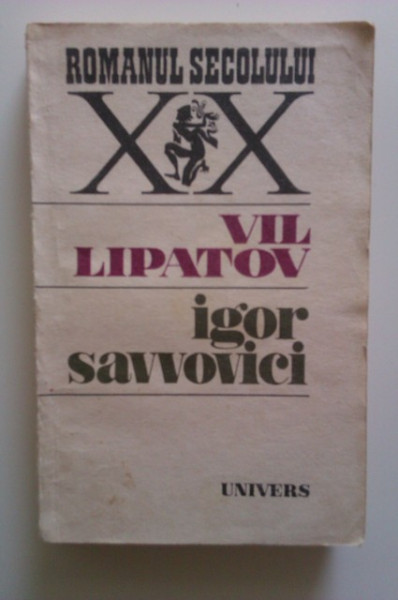 ROMANUL SECOLULUI
XX
VIL
LIPATOV
igor
savvovici
UNIVERS